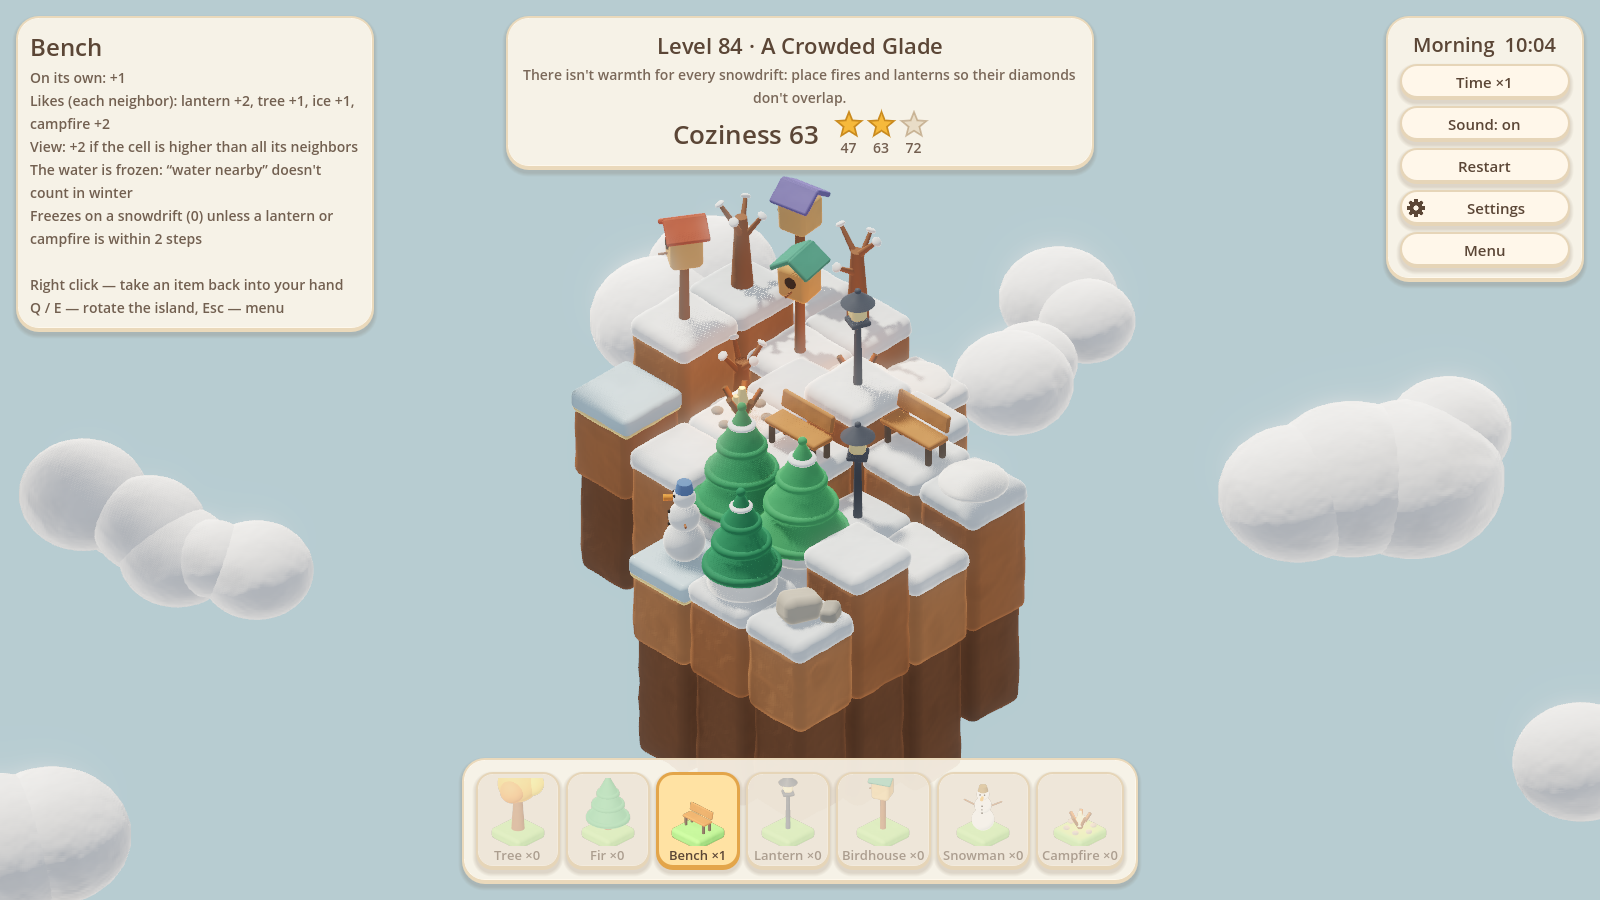 Bench
On its own: +1
Likes (each neighbor): lantern +2, tree +1, ice +1,
campfire +2
View: +2 if the cell is higher than all its neighbors
The water is frozen: “water nearby” doesn't
count in winter
Freezes on a snowdrift (0) unless a lantern or
campfire is within 2 steps
Right click — take an item back into your hand
Q / E — rotate the island, Esc — menu
Level 84 · A Crowded Glade
There isn't warmth for every snowdrift: place fires and lanterns so their diamonds
don't overlap.
Coziness 63
47 63 72
Morning 10:04
Time ×1
Sound: on
Restart
Settings
Menu
Tree ×0
Fir ×0
Bench ×1
Lantern ×0
Birdhouse ×0
Snowman ×0
Campfire ×0